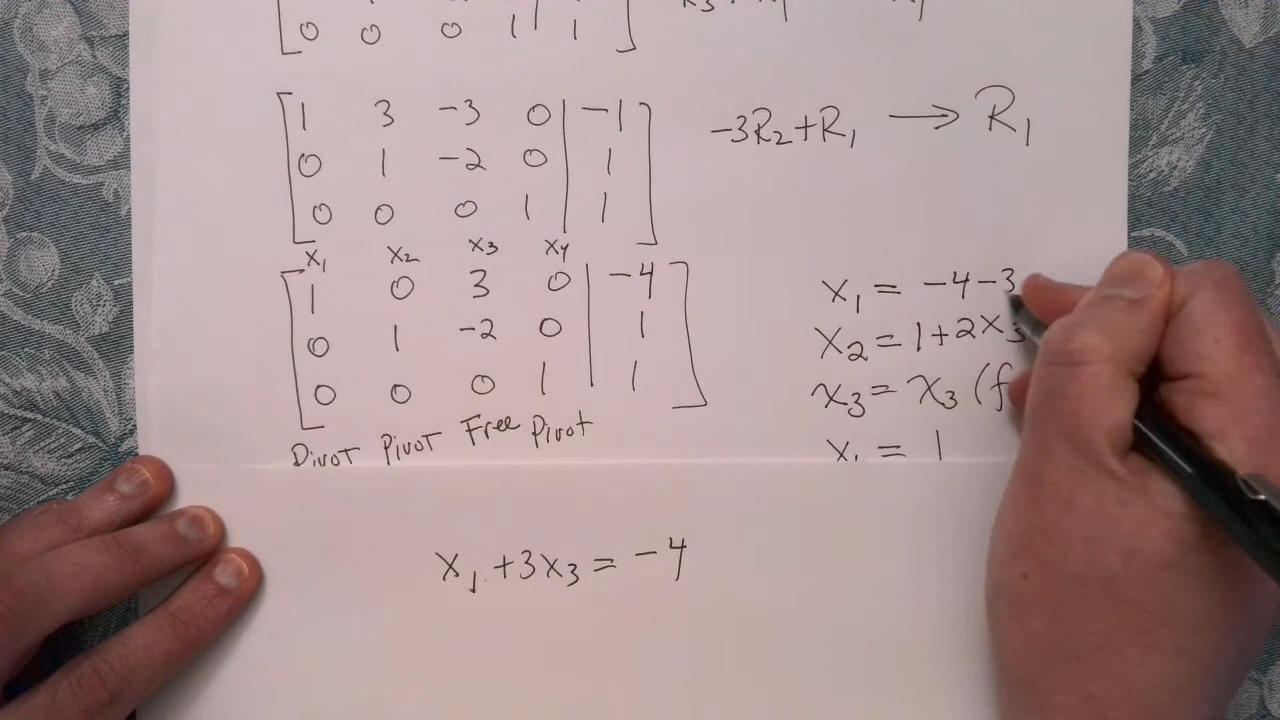 0 0 0 1 | 1
1 3 -3 0 | -1
0 1 -2 0 | 1
0 0 0 1 | 1
-3R₂+R₁ → R₁
x₁ x₂ x₃ x₄
1 0 3 0 | -4
0 1 -2 0 | 1
0 0 0 1 | 1
Pivot Pivot Free Pivot
x₁ = -4-3
x₂ = 1+2x₃
x₃ = x₃ (f
= 1
x₁ + 3x₃ = -4